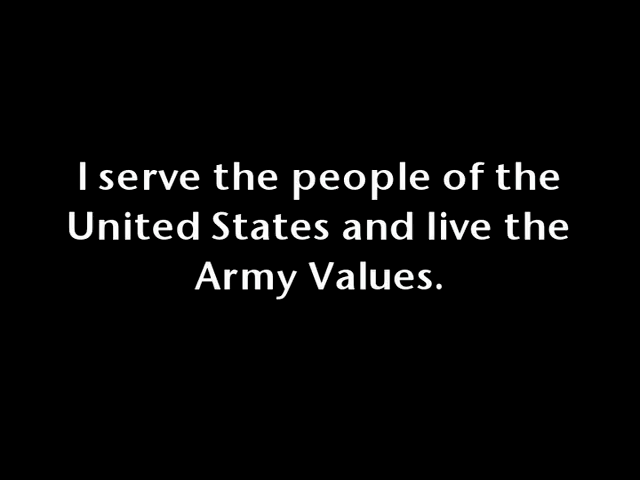 I serve the people of the
United States and live the
Army Values.